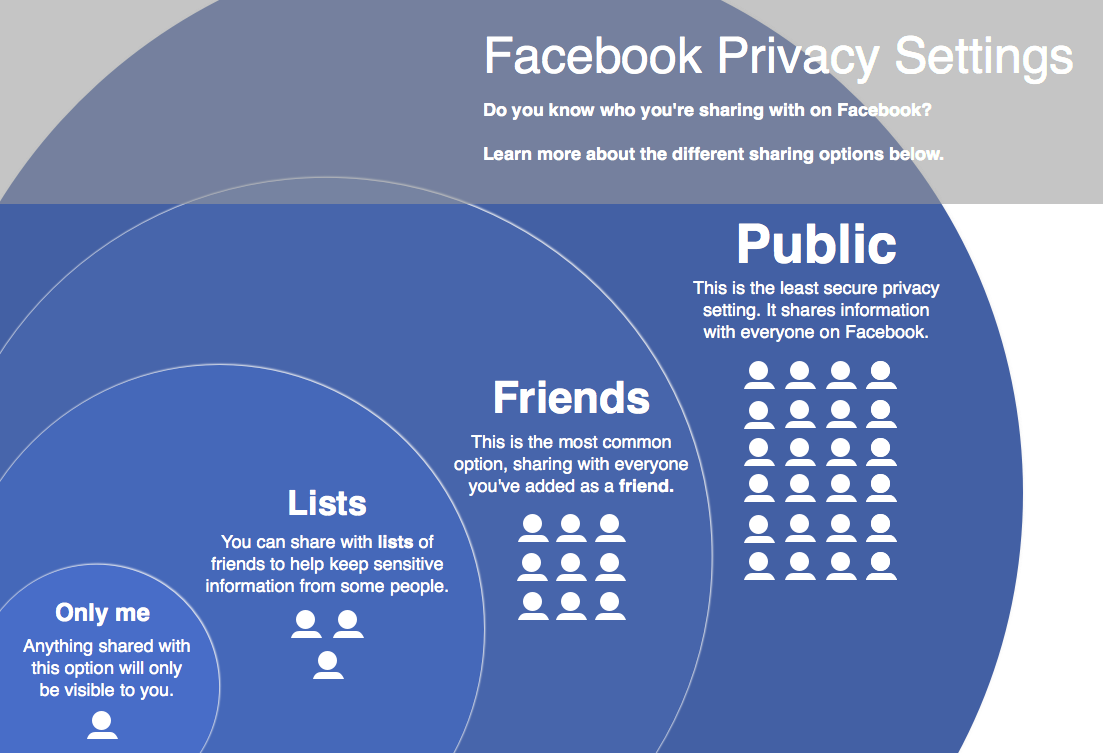 Facebook Privacy Settings
Do you know who you're sharing with on Facebook?
Learn more about the different sharing options below.
Public
This is the least secure privacy
setting. It shares information
with everyone on Facebook.
Friends
This is the most common
option, sharing with everyone
you've added as a friend.
Lists
You can share with lists of
friends to help keep sensitive
information from some people.
Only me
Anything shared with
this option will only
be visible to you.